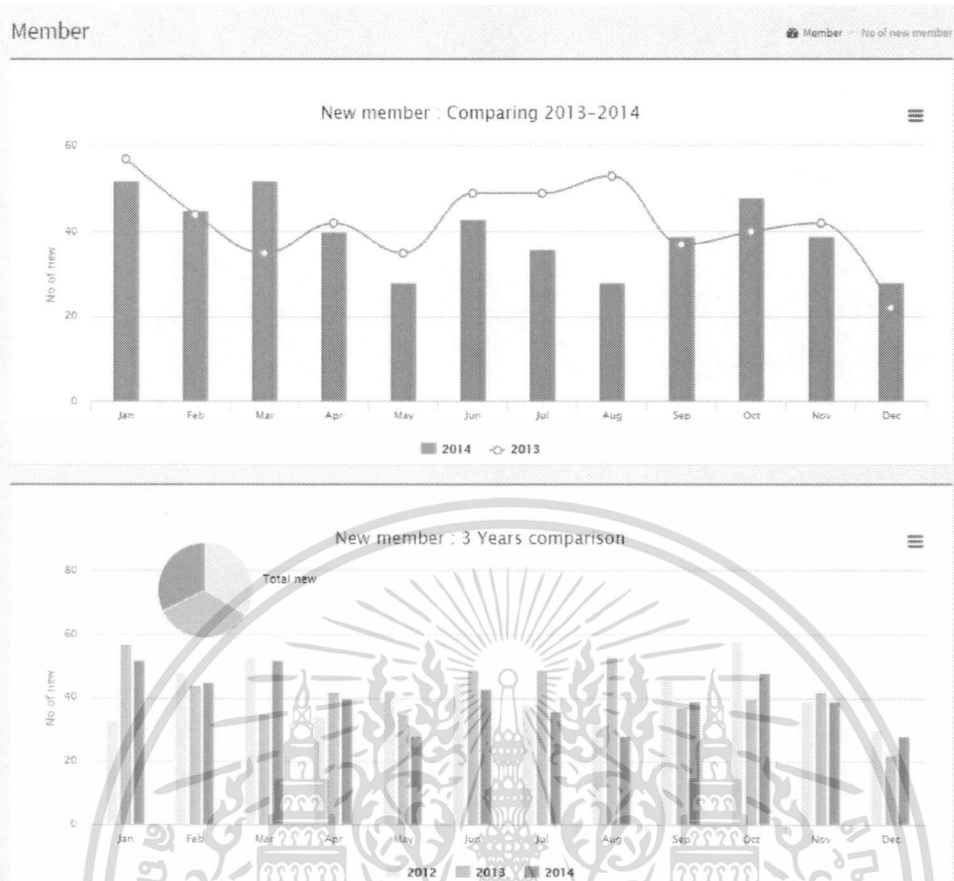 Member
Member - No of new member
New member : Comparing 2013-2014
No of new
60
40
20
0
Jan Feb Mar Apr May Jun Jul Aug Sep Oct Nov Dec
2014 2013
New member : 3 Years comparison
Total new
No of new
80
60
40
20
0
Jan Feb Mar Apr May Jun Jul Aug Sep Oct Nov Dec
2012 2013 2014